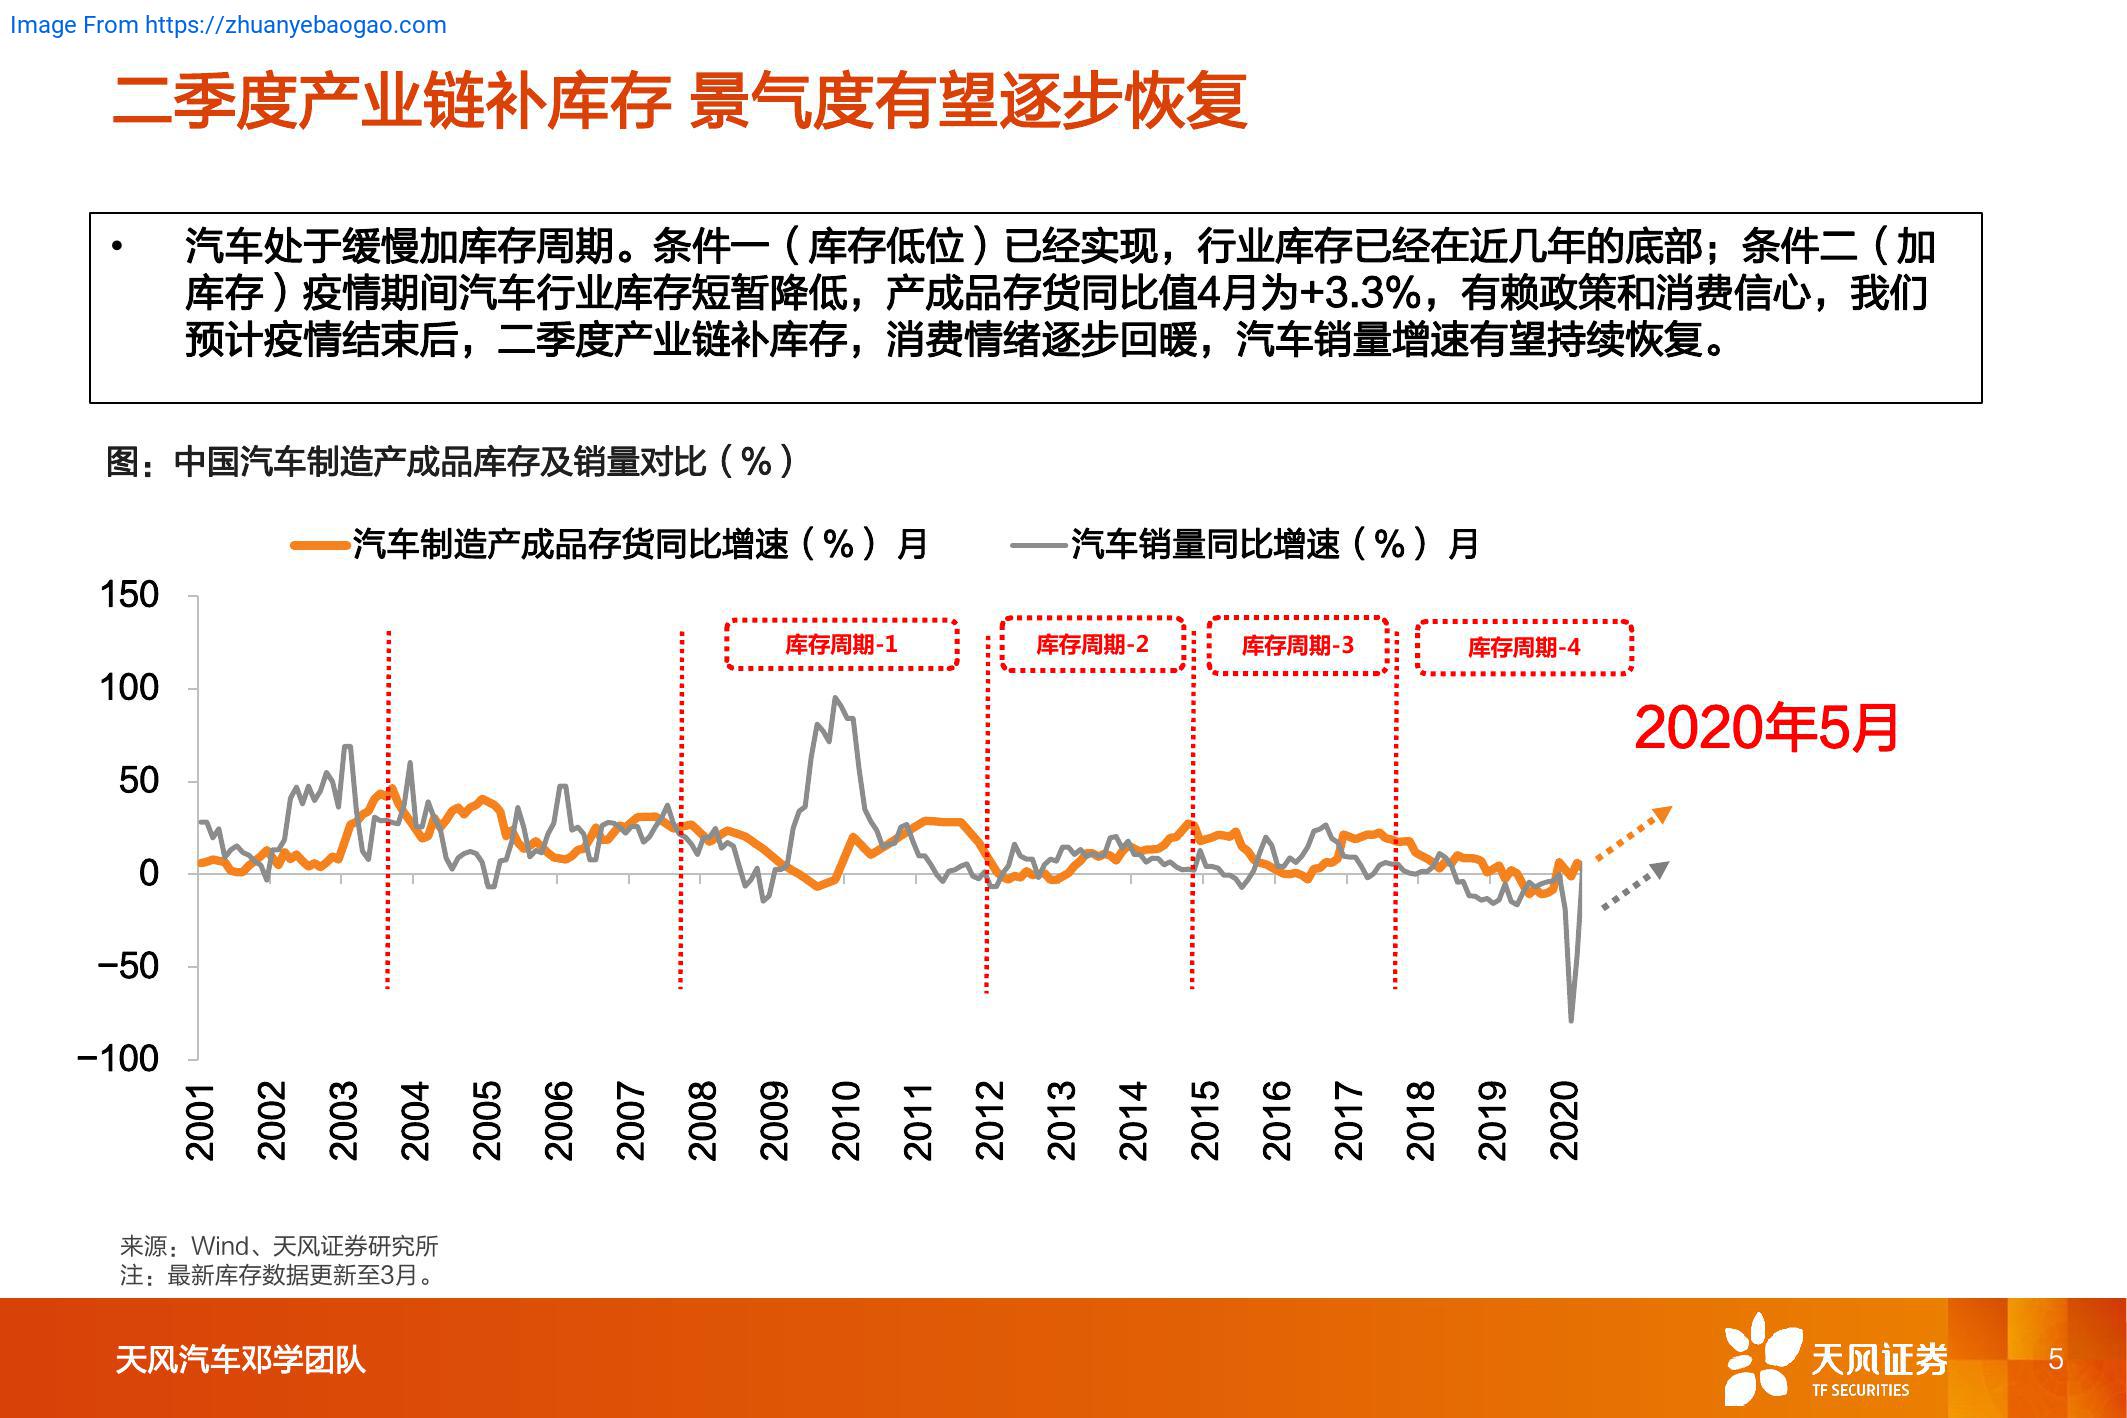 Image From https://zhuanyebaogao.com
二季度产业链补库存 景气度有望逐步恢复
• 汽车处于缓慢加库存周期。条件一（库存低位）已经实现，行业库存已经在近几年的底部；条件二（加
库存）疫情期间汽车行业库存短暂降低，产成品存货同比值4月为+3.3%，有赖政策和消费信心，我们
预计疫情结束后，二季度产业链补库存，消费情绪逐步回暖，汽车销量增速有望持续恢复。
图：中国汽车制造产成品库存及销量对比（%）
汽车制造产成品存货同比增速（%）月
汽车销量同比增速（%）月
150
100
50
0
−50
−100
库存周期-1
库存周期-2
库存周期-3
库存周期-4
2020年5月
2001
2002
2003
2004
2005
2006
2007
2008
2009
2010
2011
2012
2013
2014
2015
2016
2017
2018
2019
2020
来源：Wind、天风证券研究所
注：最新库存数据更新至3月。
天风汽车邓学团队
天风证券
TF SECURITIES
5